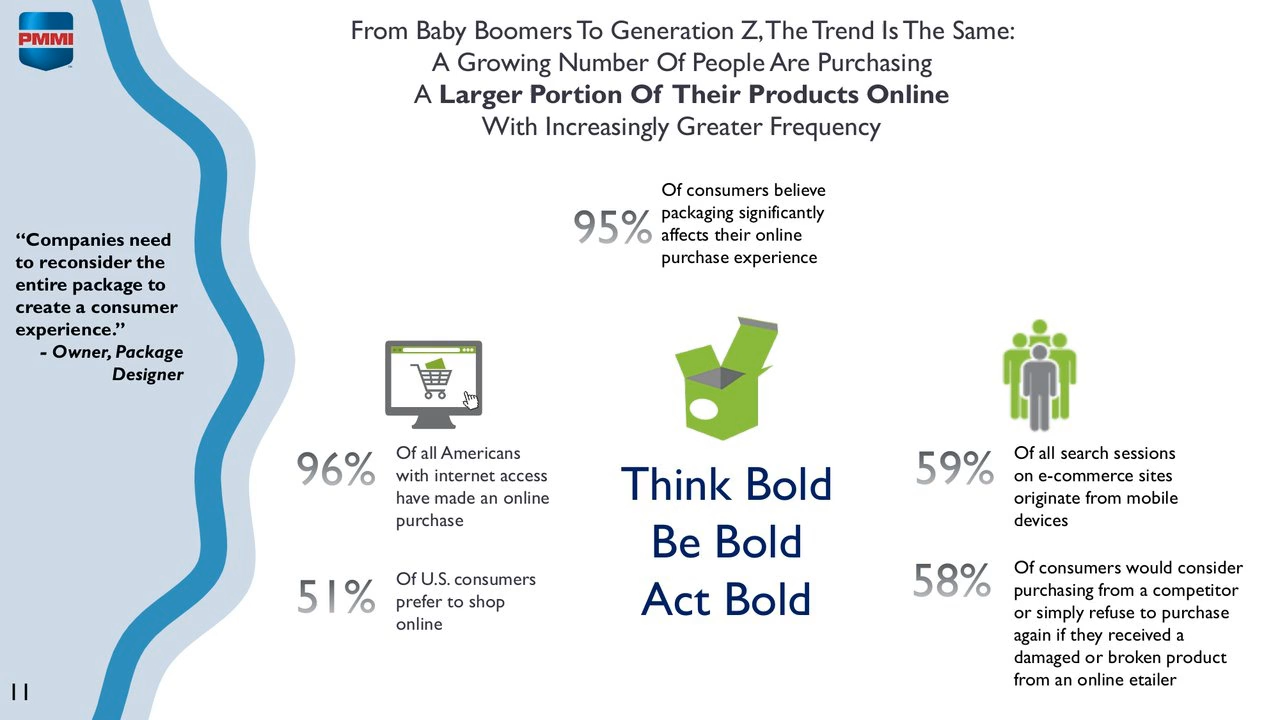 PMMI
From Baby Boomers To Generation Z, The Trend Is The Same:
A Growing Number Of People Are Purchasing
A Larger Portion Of Their Products Online
With Increasingly Greater Frequency
95%
Of consumers believe
packaging significantly
affects their online
purchase experience
“Companies need
to reconsider the
entire package to
create a consumer
experience.”
- Owner, Package
Designer
96%
Of all Americans
with internet access
have made an online
purchase
51%
Of U.S. consumers
prefer to shop
online
Think Bold
Be Bold
Act Bold
59%
Of all search sessions
on e-commerce sites
originate from mobile
devices
58%
Of consumers would consider
purchasing from a competitor
or simply refuse to purchase
again if they received a
damaged or broken product
from an online etailer
11